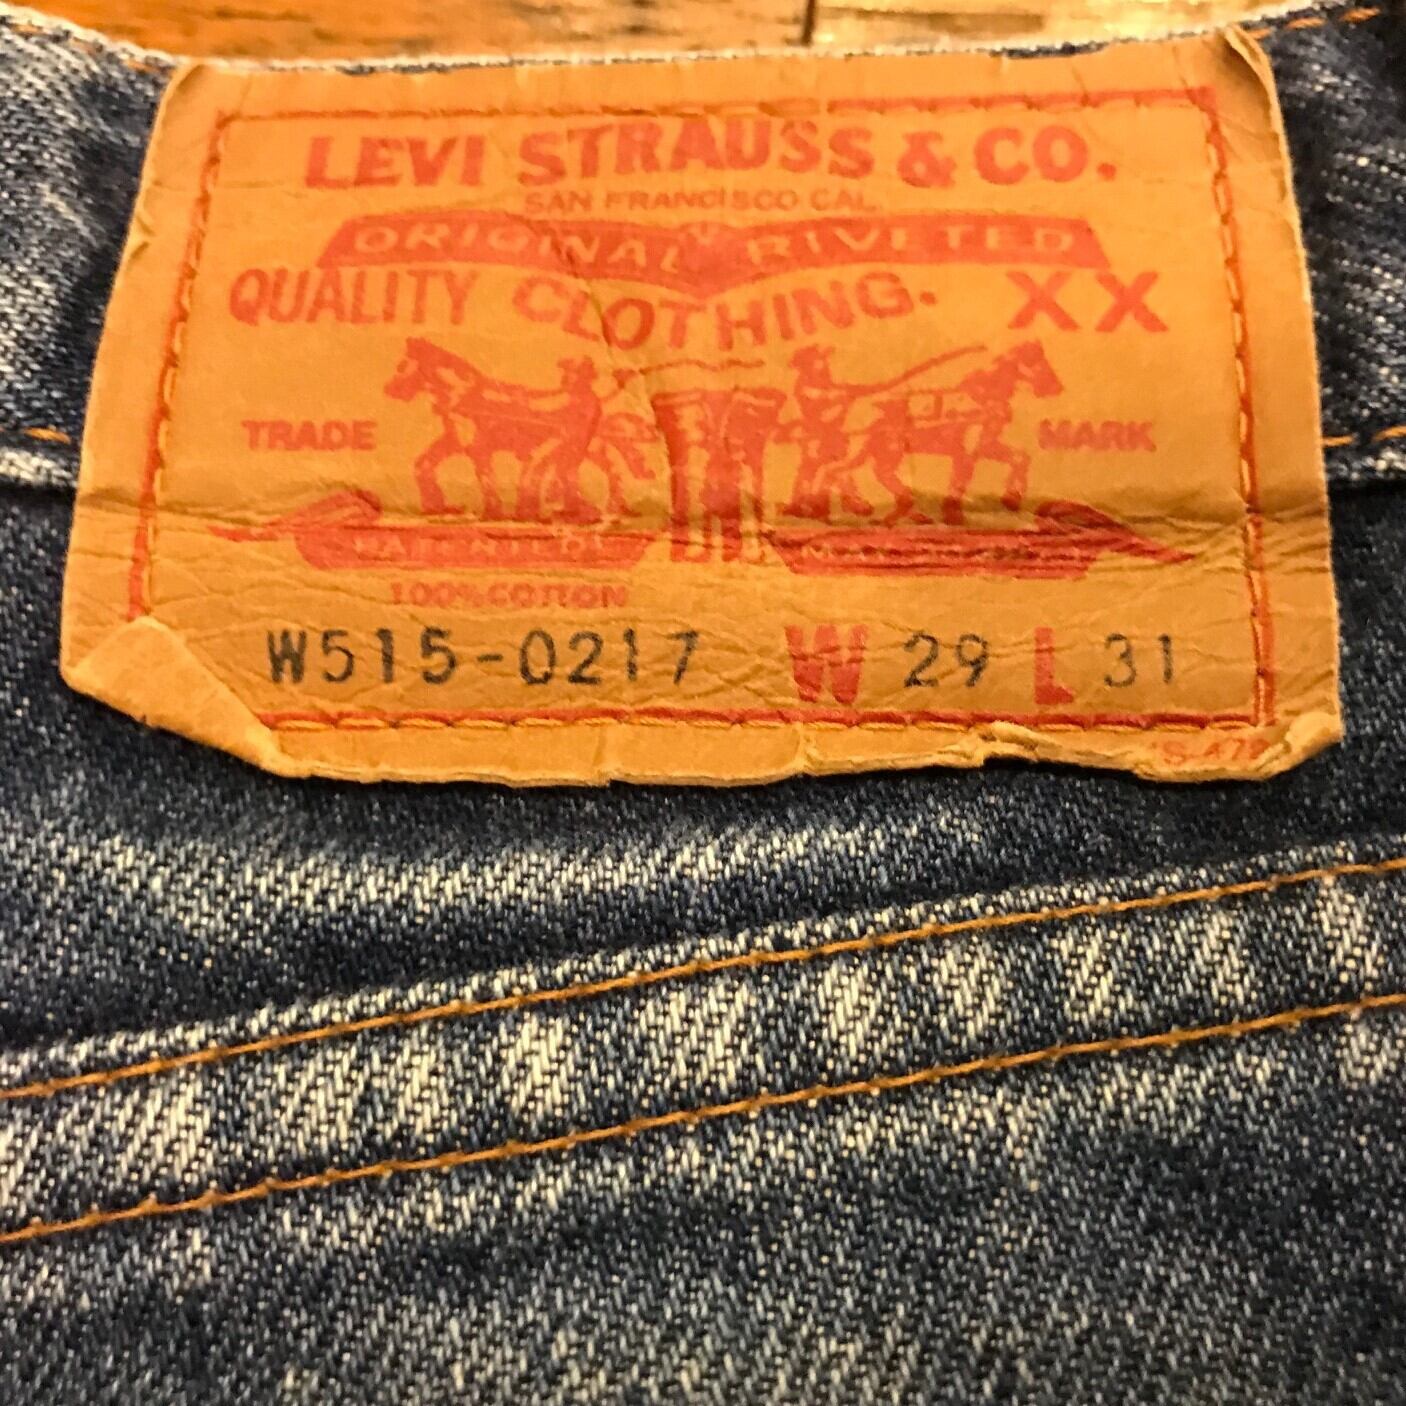 LEVI STRAUSS & CO.
SAN FRANCISCO CAL.
ORIGINAL RIVETED
QUALITY CLOTHING. XX
TRADE MARK
100% COTTON
W515-0217 W 29 L 31